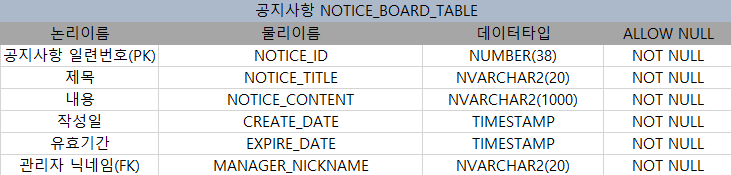 공지사항 NOTICE_BOARD_TABLE
논리이름 물리이름 데이터타입 ALLOW NULL
공지사항 일련번호(PK) NOTICE_ID NUMBER(38) NOT NULL
제목 NOTICE_TITLE NVARCHAR2(20) NOT NULL
내용 NOTICE_CONTENT NVARCHAR2(1000) NOT NULL
작성일 CREATE_DATE TIMESTAMP NOT NULL
유효기간 EXPIRE_DATE TIMESTAMP NOT NULL
관리자 닉네임(FK) MANAGER_NICKNAME NVARCHAR2(20) NOT NULL